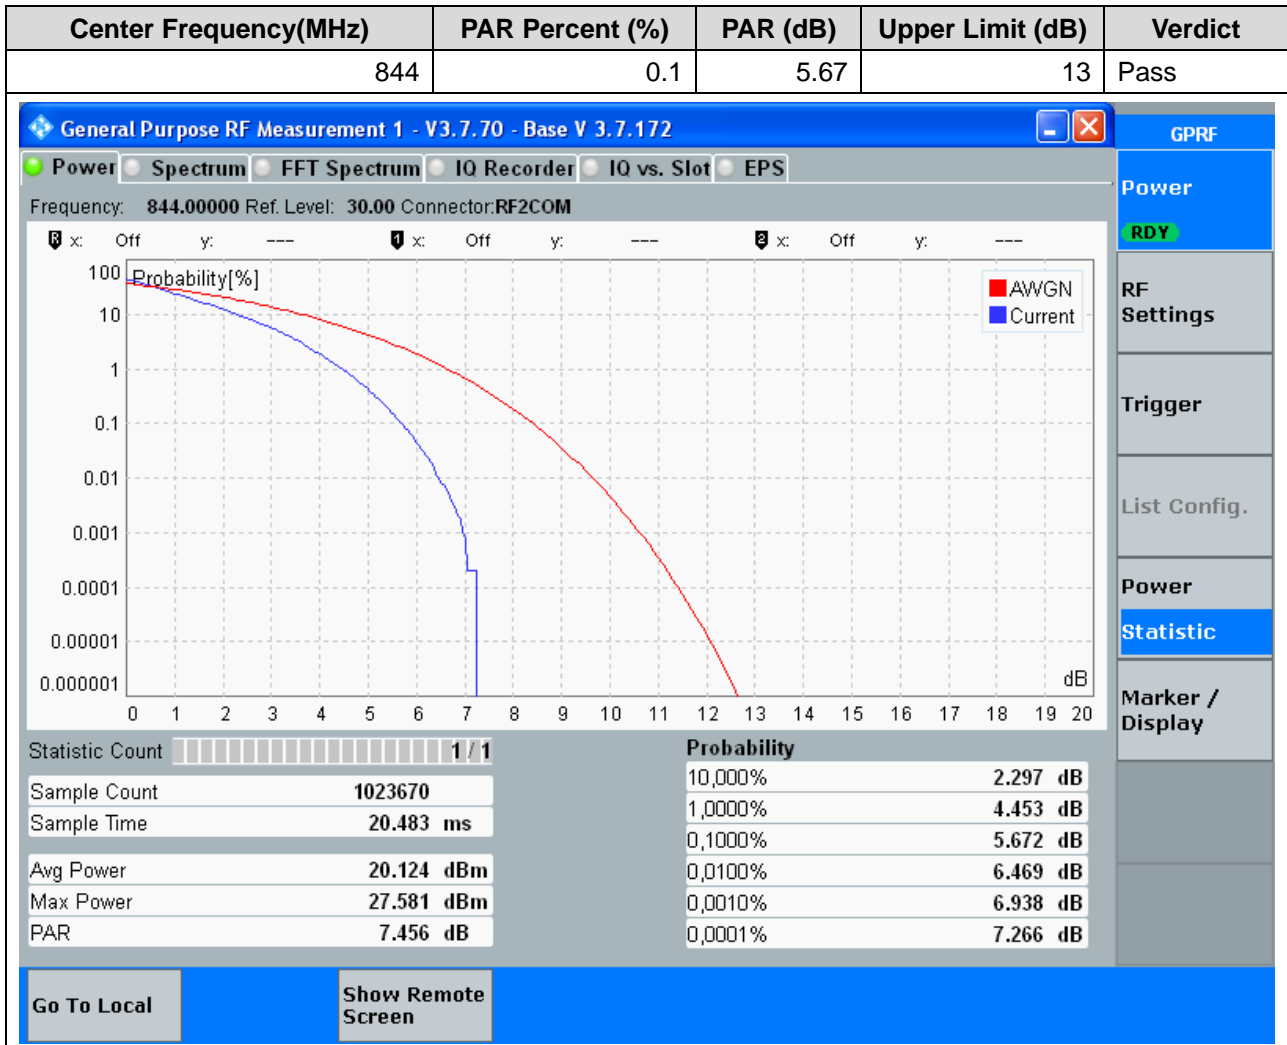 Center Frequency(MHz) PAR Percent (%) PAR (dB) Upper Limit (dB) Verdict
844 0.1 5.67 13 Pass
General Purpose RF Measurement 1 - V3.7.70 - Base V 3.7.172
GPRF
Power Spectrum FFT Spectrum IQ Recorder IQ vs. Slot EPS
Frequency: 844.00000 Ref. Level: 30.00 Connector:RF2COM
R x: Off y: --- 1 x: Off y: --- 2 x: Off y: ---
Probability[%]
AWGN
Current
100
10
1
0.1
0.01
0.001
0.0001
0.00001
0.000001
dB
0 1 2 3 4 5 6 7 8 9 10 11 12 13 14 15 16 17 18 19 20
Statistic Count 1 / 1
Sample Count 1023670
Sample Time 20.483 ms
Avg Power 20.124 dBm
Max Power 27.581 dBm
PAR 7.456 dB
Probability
10,000% 2.297 dB
1,0000% 4.453 dB
0,1000% 5.672 dB
0,0100% 6.469 dB
0,0010% 6.938 dB
0,0001% 7.266 dB
Power
RDY
RF
Settings
Trigger
List Config.
Power
Statistic
Marker /
Display
Go To Local
Show Remote
Screen